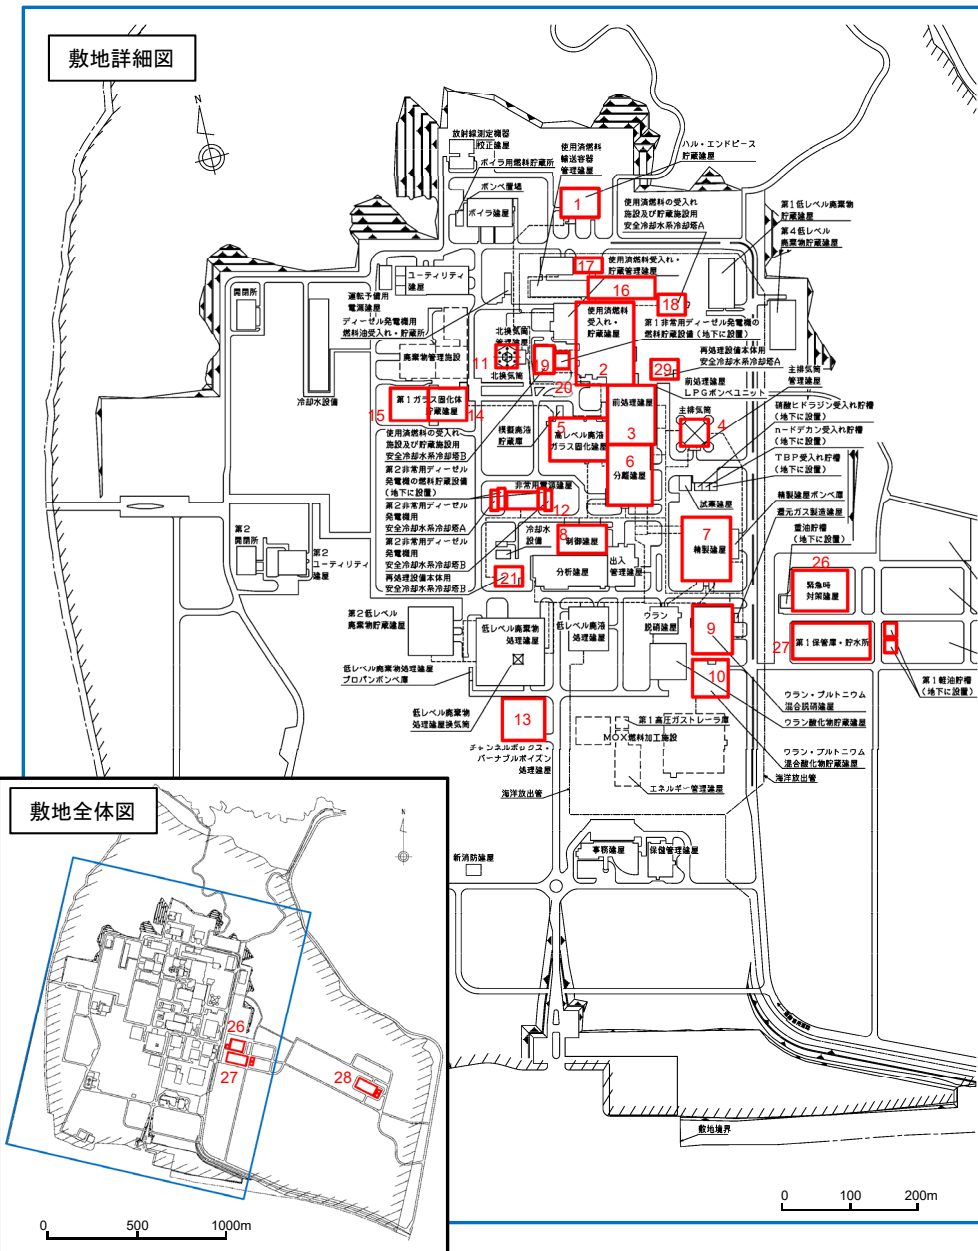 敷地詳細図
N
放射線測定機器
校正建屋
ボイラ用燃料貯蔵所
ボンベ置場
ボイラ建屋
使用済燃料
輸送容器
管理建屋
ハル・エンドピース
貯蔵建屋
1
使用済燃料の受入れ
施設及び貯蔵施設用
安全冷却水系冷却塔A
第1低レベル廃棄物
貯蔵建屋
第4低レベル
廃棄物貯蔵建屋
17
使用済燃料受入れ・
貯蔵管理建屋
16
18
開閉所
ユーティリティ
建屋
運転予備用
電源建屋
ディーゼル発電機用
燃料油受入れ・貯蔵所
冷却水設備
廃棄物管理施設
北換気筒
管理建屋
11
北換気筒
19
20
使用済燃料
受入れ・
貯蔵建屋
2
第1非常用ディーゼル発電機の
燃料貯蔵設備(地下に設置)
再処理設備本体用
安全冷却水系冷却塔A
29
主排気筒
管理建屋
前処理建屋
LPGボンベユニット
15
第1ガラス固化体
貯蔵建屋
14
模擬廃液
貯蔵庫
5
高レベル廃液
ガラス固化建屋
前処理建屋
3
主排気筒
4
硝酸ヒドラジン受入れ貯槽
(地下に設置)
n-ドデカン受入れ貯槽
(地下に設置)
TBP受入れ貯槽
(地下に設置)
使用済燃料の受入れ
施設及び貯蔵施設用
安全冷却水系冷却塔B
第2非常用ディーゼル
発電機の燃料貯蔵設備
(地下に設置)
第2非常用ディーゼル
発電機用
安全冷却水系冷却塔A
第2非常用ディーゼル
発電機用
安全冷却水系冷却塔B
再処理設備本体用
安全冷却水系冷却塔B
非常用電源建屋
12
6
分離建屋
試薬建屋
精製建屋ボンベ庫
還元ガス製造建屋
重油貯槽
(地下に設置)
冷却水
設備
8
制御建屋
分析建屋
出入
管理建屋
7
精製建屋
21
26
緊急時
対策建屋
27
第1保管庫・貯水所
第1軽油貯槽
(地下に設置)
第2
開閉所
第2
ユーティリティ
建屋
第2低レベル
廃棄物貯蔵建屋
低レベル廃棄物
処理建屋
低レベル廃液
処理建屋
ウラン
脱硝建屋
9
10
低レベル廃棄物処理建屋
プロパンボンベ庫
低レベル廃棄物
処理建屋換気筒
13
チャンネルボックス・
バーナブルポイズン
処理建屋
第1高圧ガストレーラ庫
MOX燃料加工施設
エネルギー管理建屋
海洋放出管
ウラン・プルトニウム
混合脱硝建屋
ウラン酸化物貯蔵建屋
ウラン・プルトニウム
混合酸化物貯蔵建屋
海洋放出管
新消防建屋
事務建屋
保健管理建屋
敷地境界
0 100 200m
敷地全体図
N
26
27
28
0 500 1000m